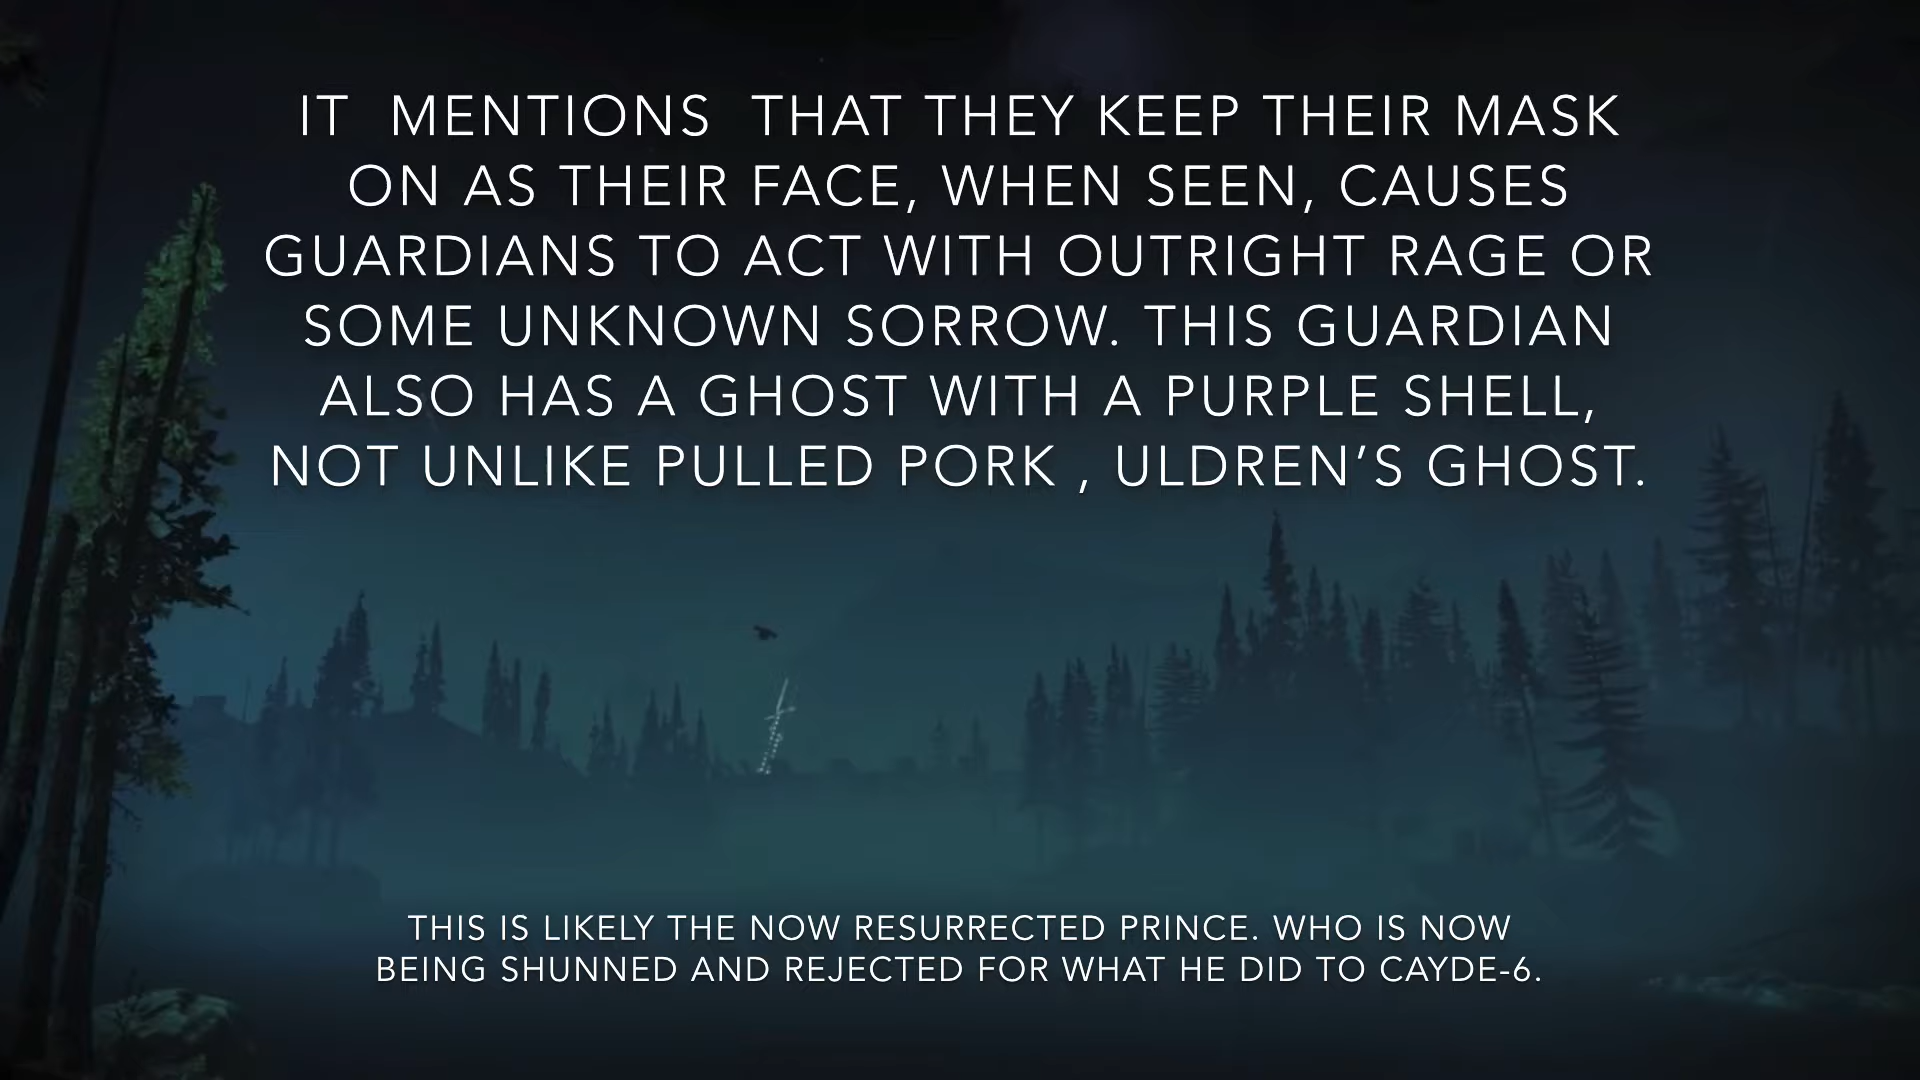 IT MENTIONS THAT THEY KEEP THEIR MASK
ON AS THEIR FACE, WHEN SEEN, CAUSES
GUARDIANS TO ACT WITH OUTRIGHT RAGE OR
SOME UNKNOWN SORROW. THIS GUARDIAN
ALSO HAS A GHOST WITH A PURPLE SHELL,
NOT UNLIKE PULLED PORK , ULDREN’S GHOST.
THIS IS LIKELY THE NOW RESURRECTED PRINCE. WHO IS NOW
BEING SHUNNED AND REJECTED FOR WHAT HE DID TO CAYDE-6.